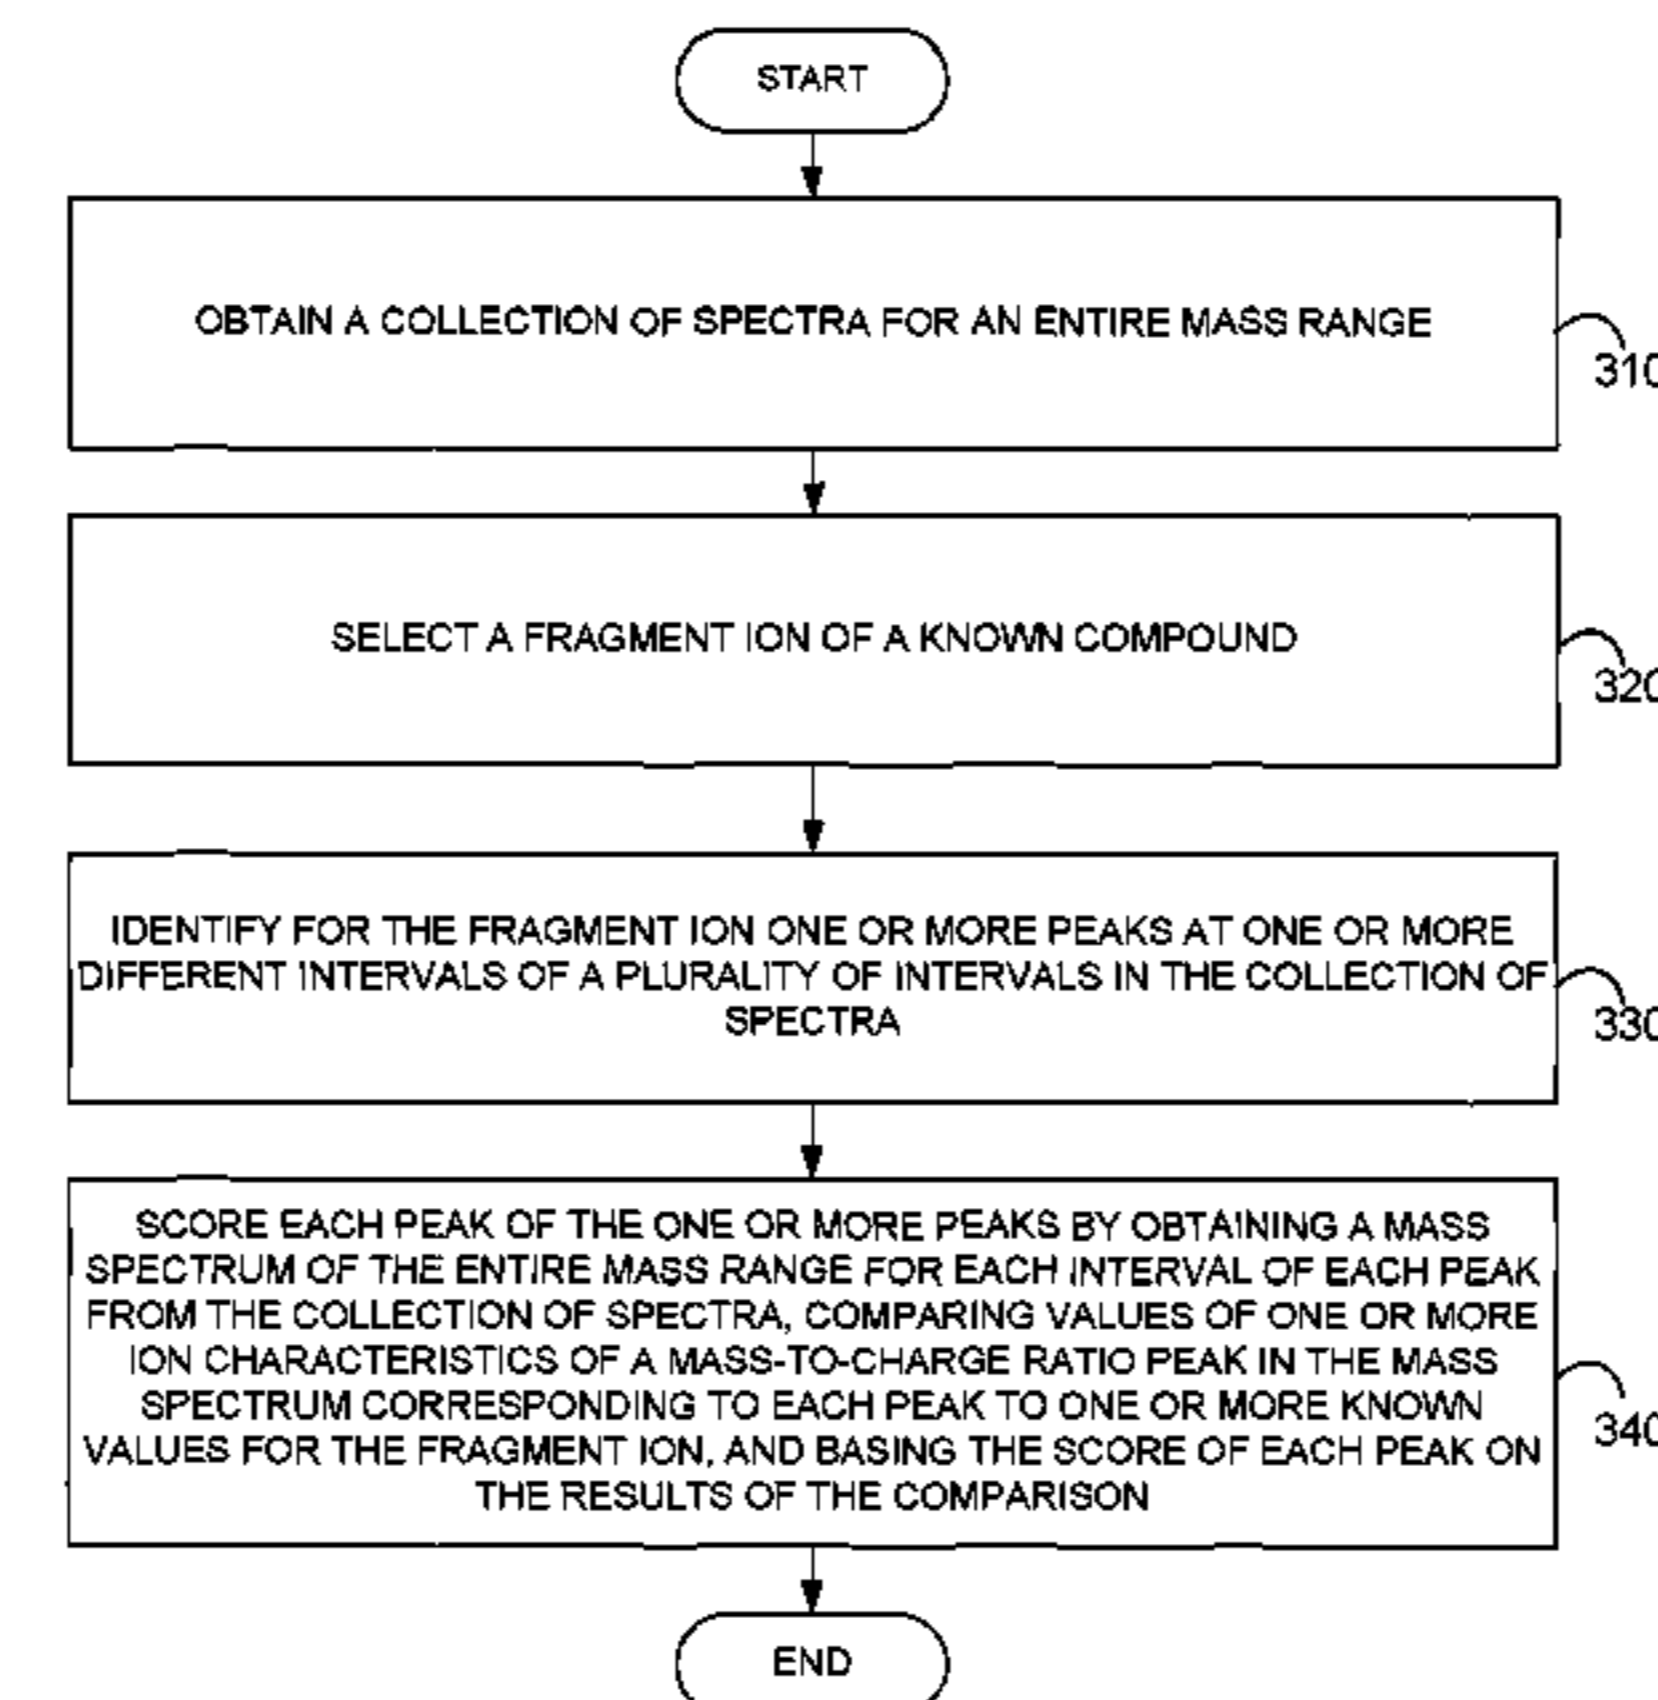 START
OBTAIN A COLLECTION OF SPECTRA FOR AN ENTIRE MASS RANGE
310
SELECT A FRAGMENT ION OF A KNOWN COMPOUND
320
IDENTIFY FOR THE FRAGMENT ION ONE OR MORE PEAKS AT ONE OR MORE
DIFFERENT INTERVALS OF A PLURALITY OF INTERVALS IN THE COLLECTION OF
SPECTRA
330
SCORE EACH PEAK OF THE ONE OR MORE PEAKS BY OBTAINING A MASS
SPECTRUM OF THE ENTIRE MASS RANGE FOR EACH INTERVAL OF EACH PEAK
FROM THE COLLECTION OF SPECTRA, COMPARING VALUES OF ONE OR MORE
ION CHARACTERISTICS OF A MASS-TO-CHARGE RATIO PEAK IN THE MASS
SPECTRUM CORRESPONDING TO EACH PEAK TO ONE OR MORE KNOWN
VALUES FOR THE FRAGMENT ION, AND BASING THE SCORE OF EACH PEAK ON
THE RESULTS OF THE COMPARISON
340
END